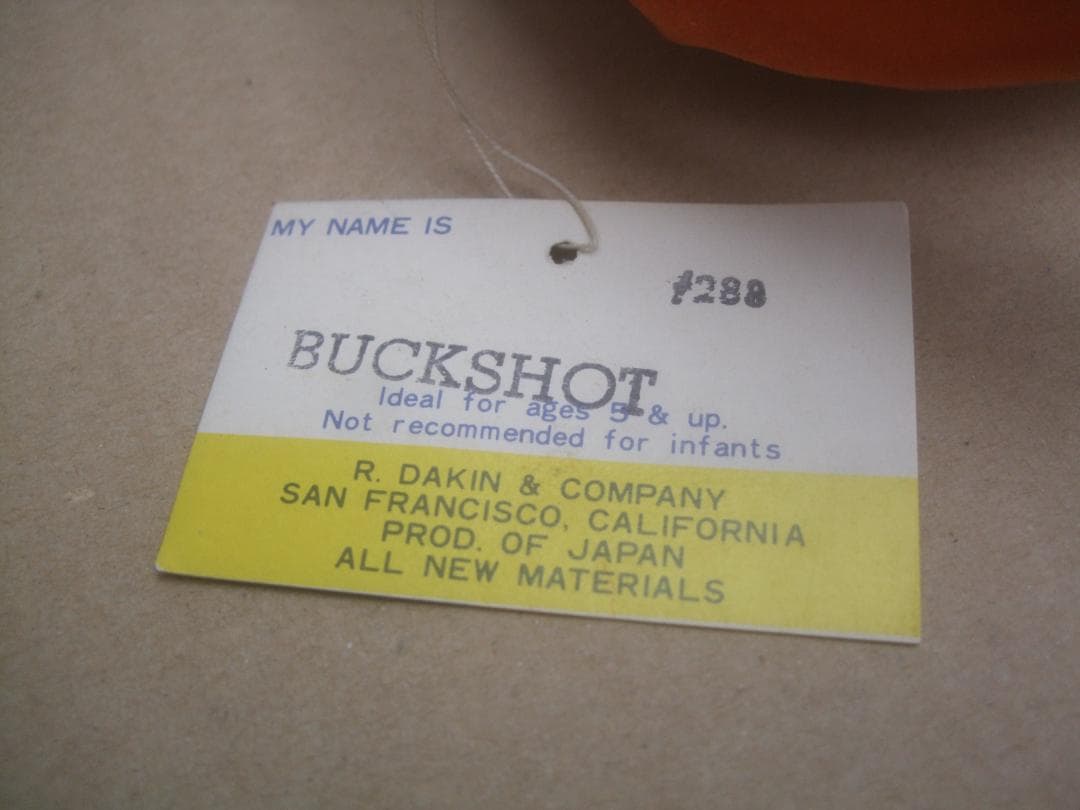 MY NAME IS
#288
BUCKSHOT
Ideal for ages 5 & up.
Not recommended for infants
R. DAKIN & COMPANY
SAN FRANCISCO, CALIFORNIA
PROD. OF JAPAN
ALL NEW MATERIALS